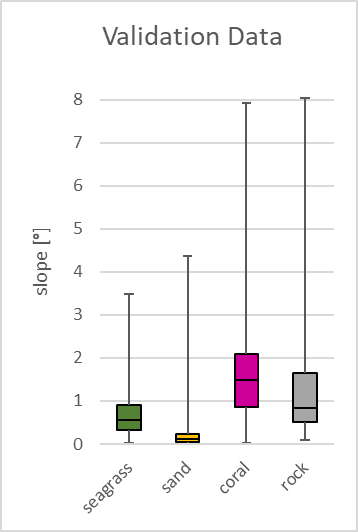 Validation Data
8
7
6
5
4
3
2
1
0
slope [°]
seagrass
sand
coral
rock